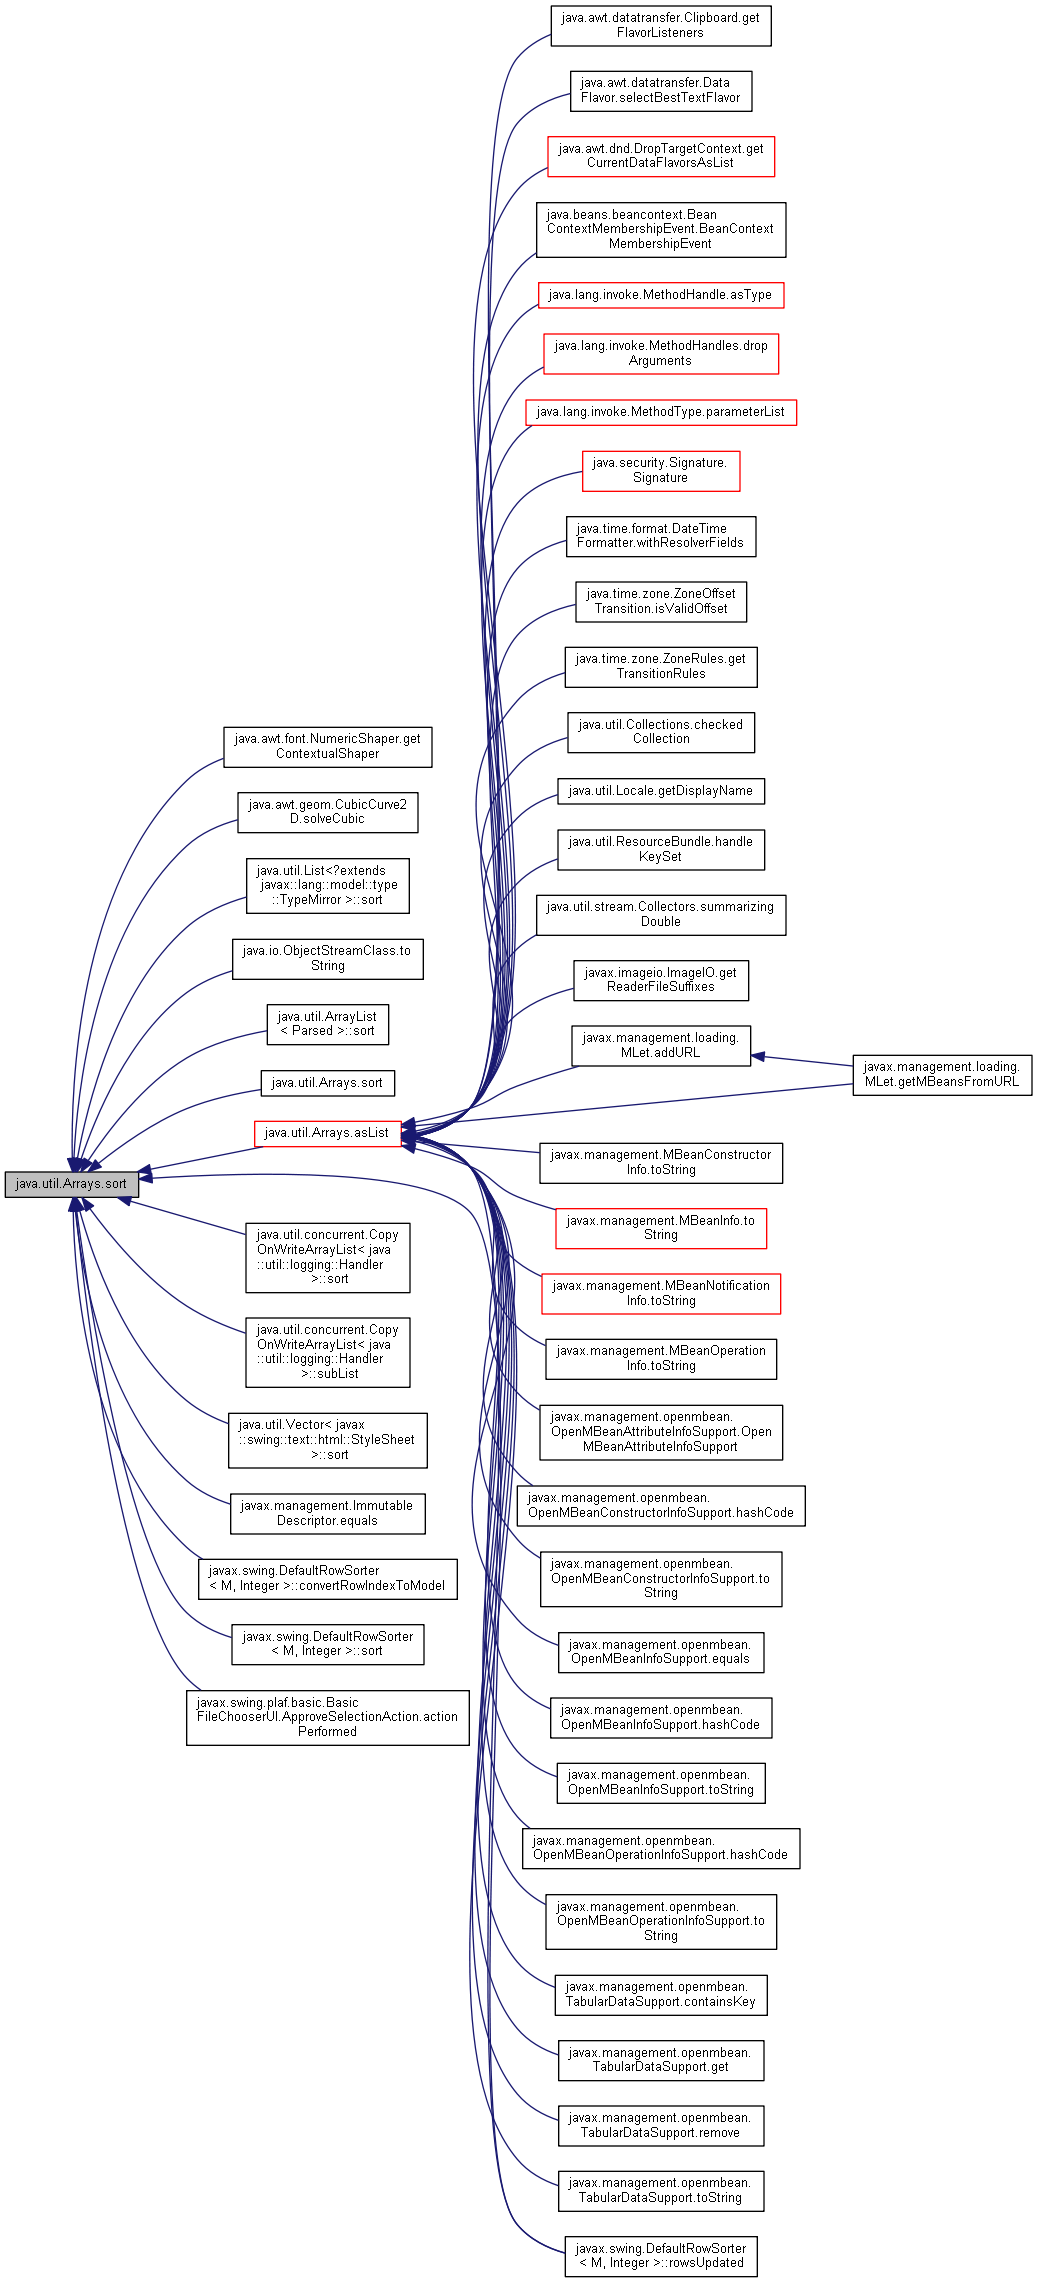 java.awt.datatransfer.Clipboard.get
FlavorListeners
java.awt.datatransfer.Data
Flavor.selectBestTextFlavor
java.awt.dnd.DropTargetContext.get
CurrentDataFlavorsAsList
java.beans.beancontext.Bean
ContextMembershipEvent.BeanContext
MembershipEvent
java.lang.invoke.MethodHandle.asType
java.lang.invoke.MethodHandles.drop
Arguments
java.lang.invoke.MethodType.parameterList
java.security.Signature.
Signature
java.time.format.DateTime
Formatter.withResolverFields
java.time.zone.ZoneOffset
Transition.isValidOffset
java.time.zone.ZoneRules.get
TransitionRules
java.util.Collections.checked
Collection
java.util.Locale.getDisplayName
java.util.ResourceBundle.handle
KeySet
java.util.stream.Collectors.summarizing
Double
javax.imageio.ImageIO.get
ReaderFileSuffixes
javax.management.loading.
MLet.addURL
javax.management.loading.
MLet.getMBeansFromURL
java.awt.font.NumericShaper.get
ContextualShaper
java.awt.geom.CubicCurve2
D.solveCubic
java.util.List<?extends
javax::lang::model::type
::TypeMirror >::sort
java.io.ObjectStreamClass.to
String
java.util.ArrayList
< Parsed >::sort
java.util.Arrays.sort
java.util.Arrays.asList
java.util.Arrays.sort
java.util.concurrent.Copy
OnWriteArrayList< java
::util::logging::Handler
>::sort
java.util.concurrent.Copy
OnWriteArrayList< java
::util::logging::Handler
>::subList
java.util.Vector< javax
::swing::text::html::StyleSheet
>::sort
javax.management.Immutable
Descriptor.equals
javax.swing.DefaultRowSorter
< M, Integer >::convertRowIndexToModel
javax.swing.DefaultRowSorter
< M, Integer >::sort
javax.swing.plaf.basic.Basic
FileChooserUI.ApproveSelectionAction.action
Performed
javax.management.MBeanConstructor
Info.toString
javax.management.MBeanInfo.to
String
javax.management.MBeanNotification
Info.toString
javax.management.MBeanOperation
Info.toString
javax.management.openmbean.
OpenMBeanAttributeInfoSupport.Open
MBeanAttributeInfoSupport
javax.management.openmbean.
OpenMBeanConstructorInfoSupport.hashCode
javax.management.openmbean.
OpenMBeanConstructorInfoSupport.to
String
javax.management.openmbean.
OpenMBeanInfoSupport.equals
javax.management.openmbean.
OpenMBeanInfoSupport.hashCode
javax.management.openmbean.
OpenMBeanInfoSupport.toString
javax.management.openmbean.
OpenMBeanOperationInfoSupport.hashCode
javax.management.openmbean.
OpenMBeanOperationInfoSupport.to
String
javax.management.openmbean.
TabularDataSupport.containsKey
javax.management.openmbean.
TabularDataSupport.get
javax.management.openmbean.
TabularDataSupport.remove
javax.management.openmbean.
TabularDataSupport.toString
javax.swing.DefaultRowSorter
< M, Integer >::rowsUpdated